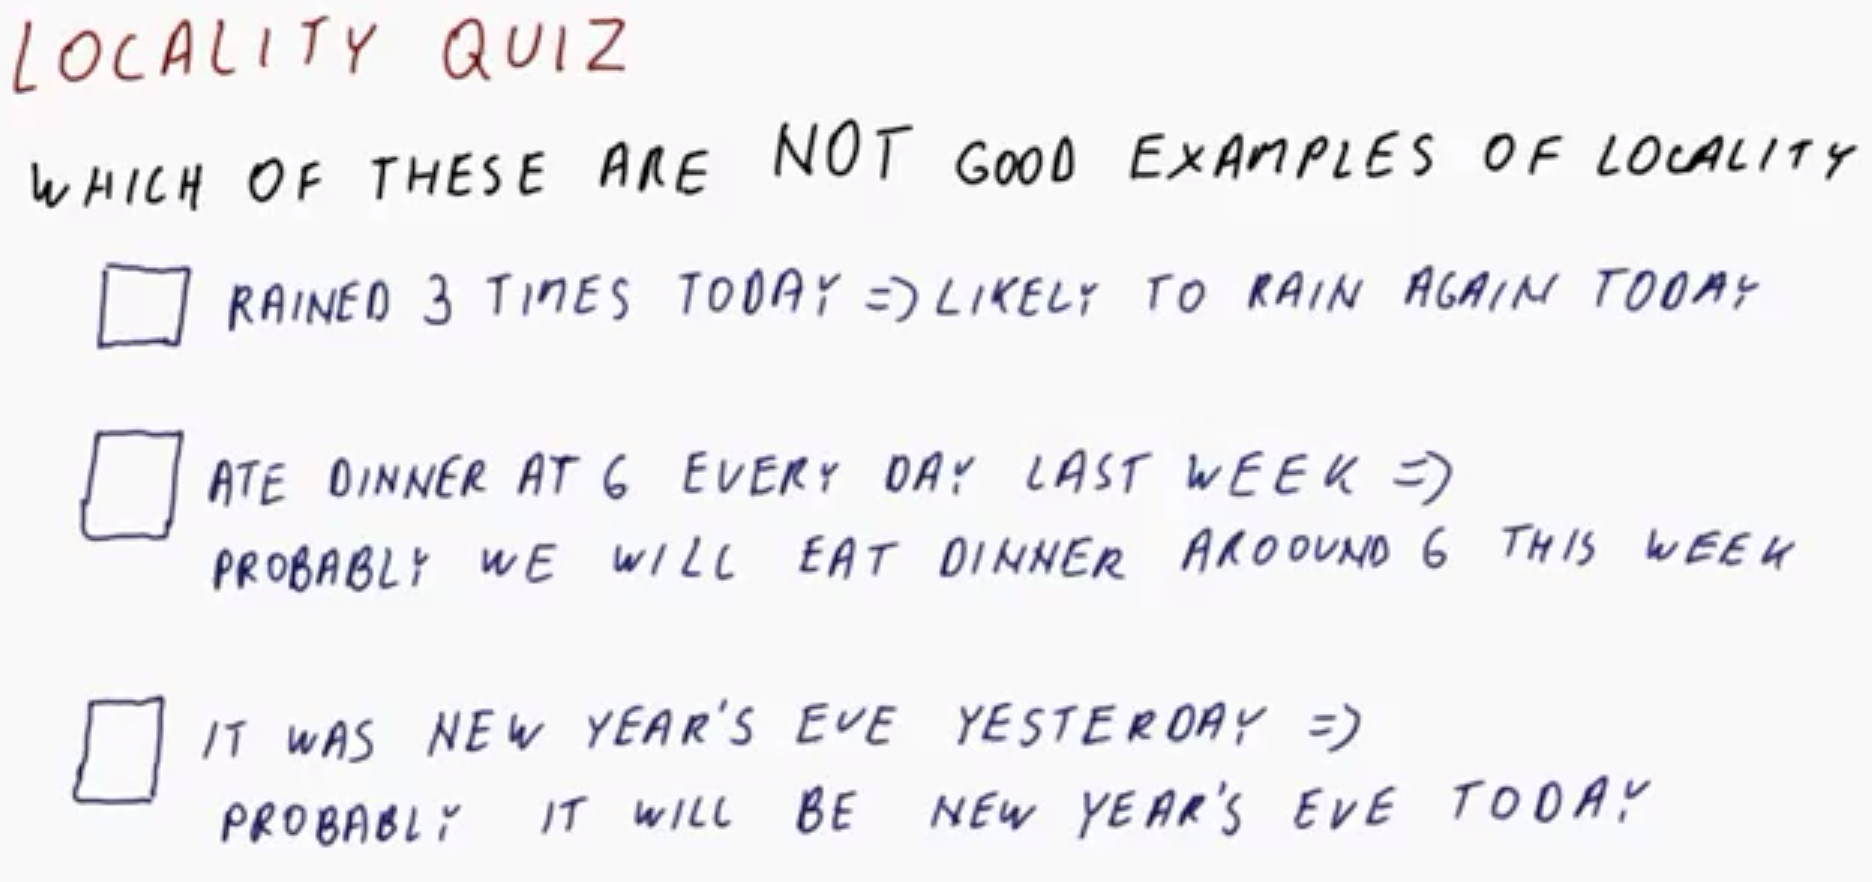 LOCALITY QUIZ
WHICH OF THESE ARE NOT GOOD EXAMPLES OF LOCALITY
RAINED 3 TIMES TODAY => LIKELY TO RAIN AGAIN TODAY
ATE DINNER AT 6 EVERY DAY LAST WEEK =>
PROBABLY WE WILL EAT DINNER AROOUND 6 THIS WEEK
IT WAS NEW YEAR'S EVE YESTERDAY =>
PROBABLY IT WILL BE NEW YEAR'S EVE TODAY